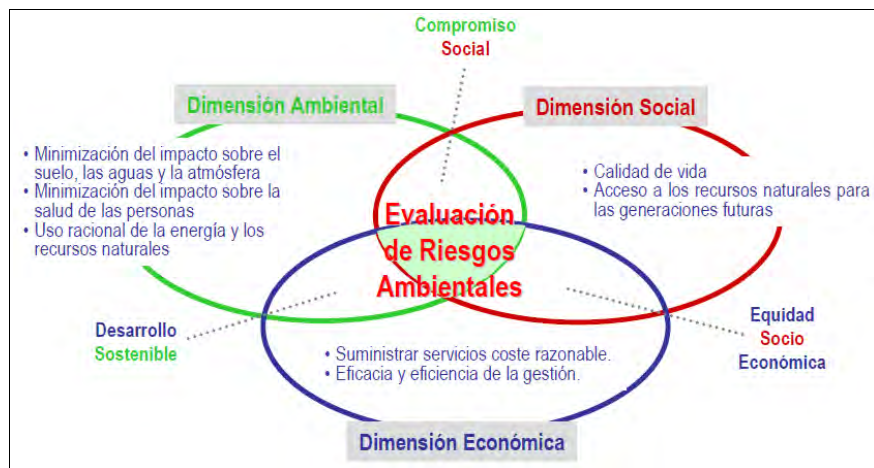 Compromiso
Social
Dimensión Ambiental
Dimensión Social
• Minimización del impacto sobre el
suelo, las aguas y la atmósfera
• Minimización del impacto sobre la
salud de las personas
• Uso racional de la energía y los
recursos naturales
• Calidad de vida
• Acceso a los recursos naturales para
las generaciones futuras
Evaluación
de Riesgos
Ambientales
Desarrollo
Sostenible
Equidad
Socio
Económica
• Suministrar servicios coste razonable.
• Eficacia y eficiencia de la gestión.
Dimensión Económica